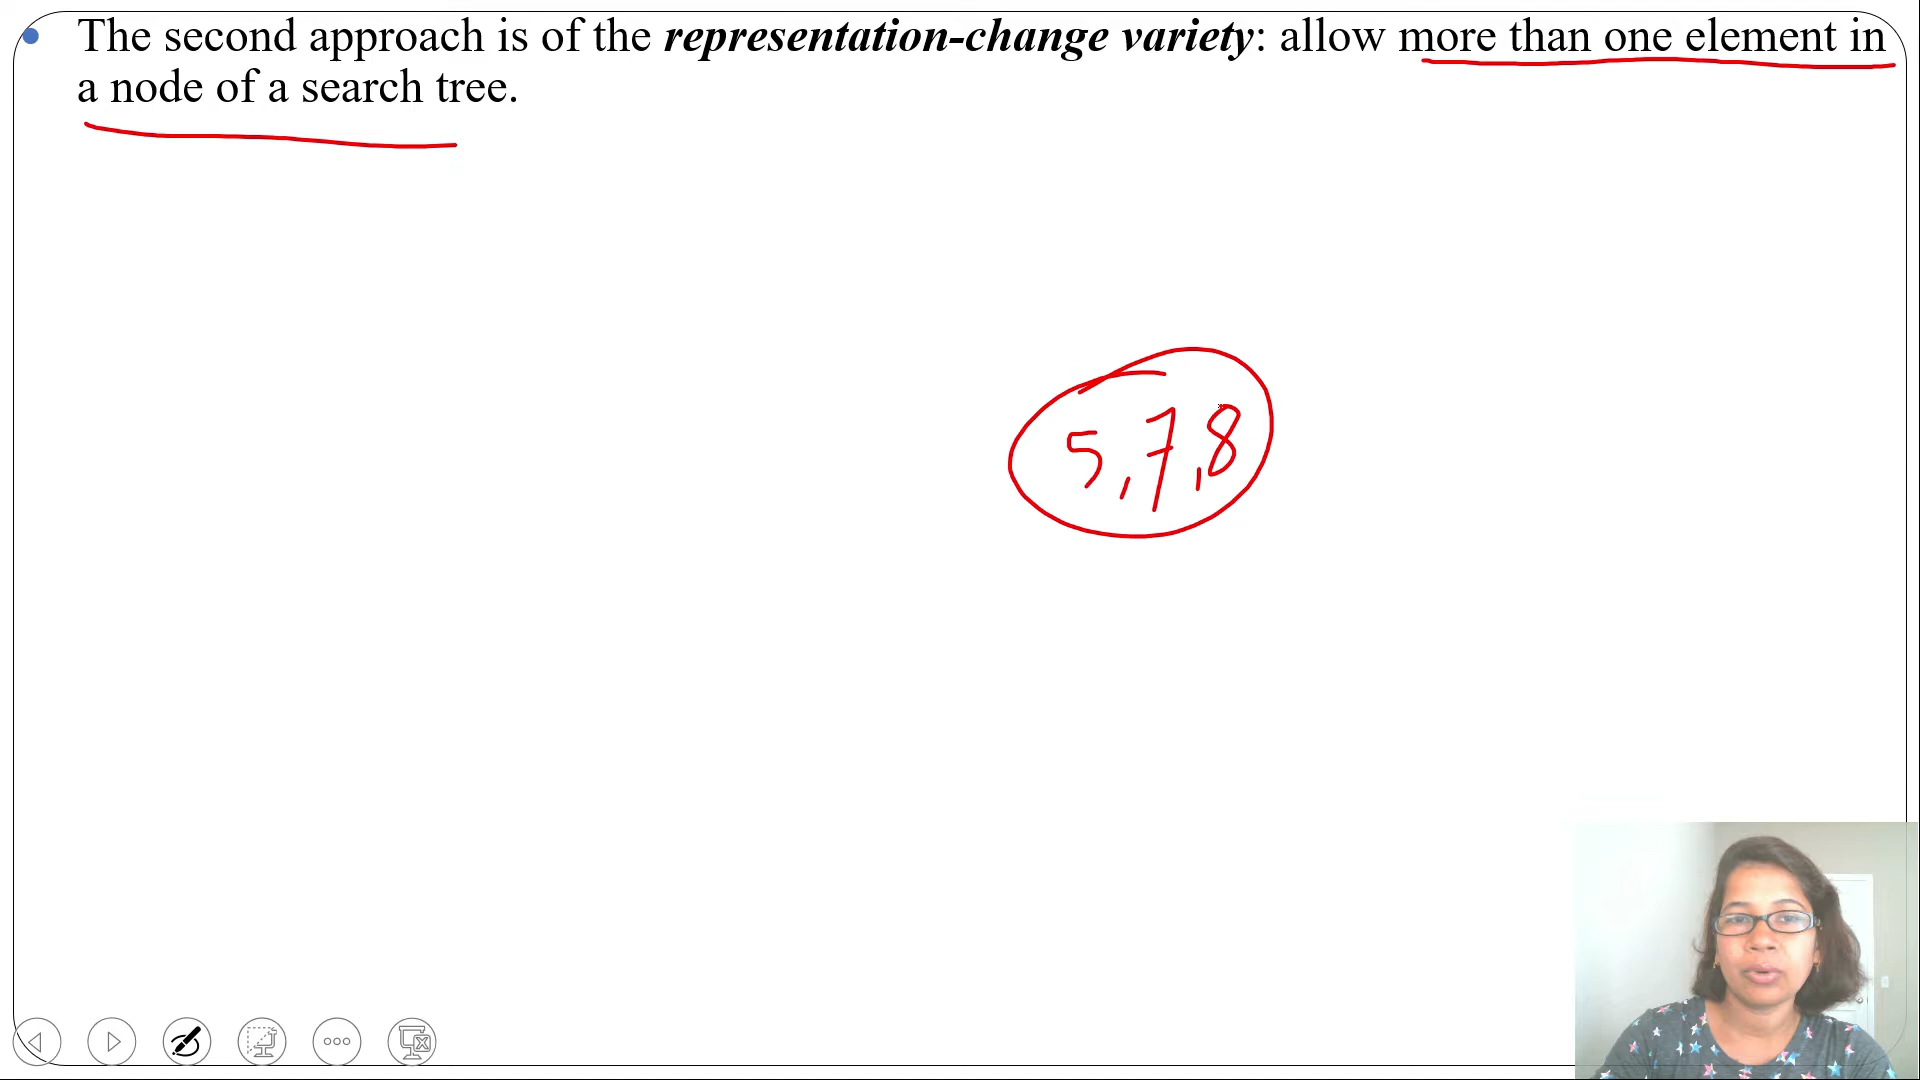 The second approach is of the representation-change variety: allow more than one element in
a node of a search tree.
5,7,8